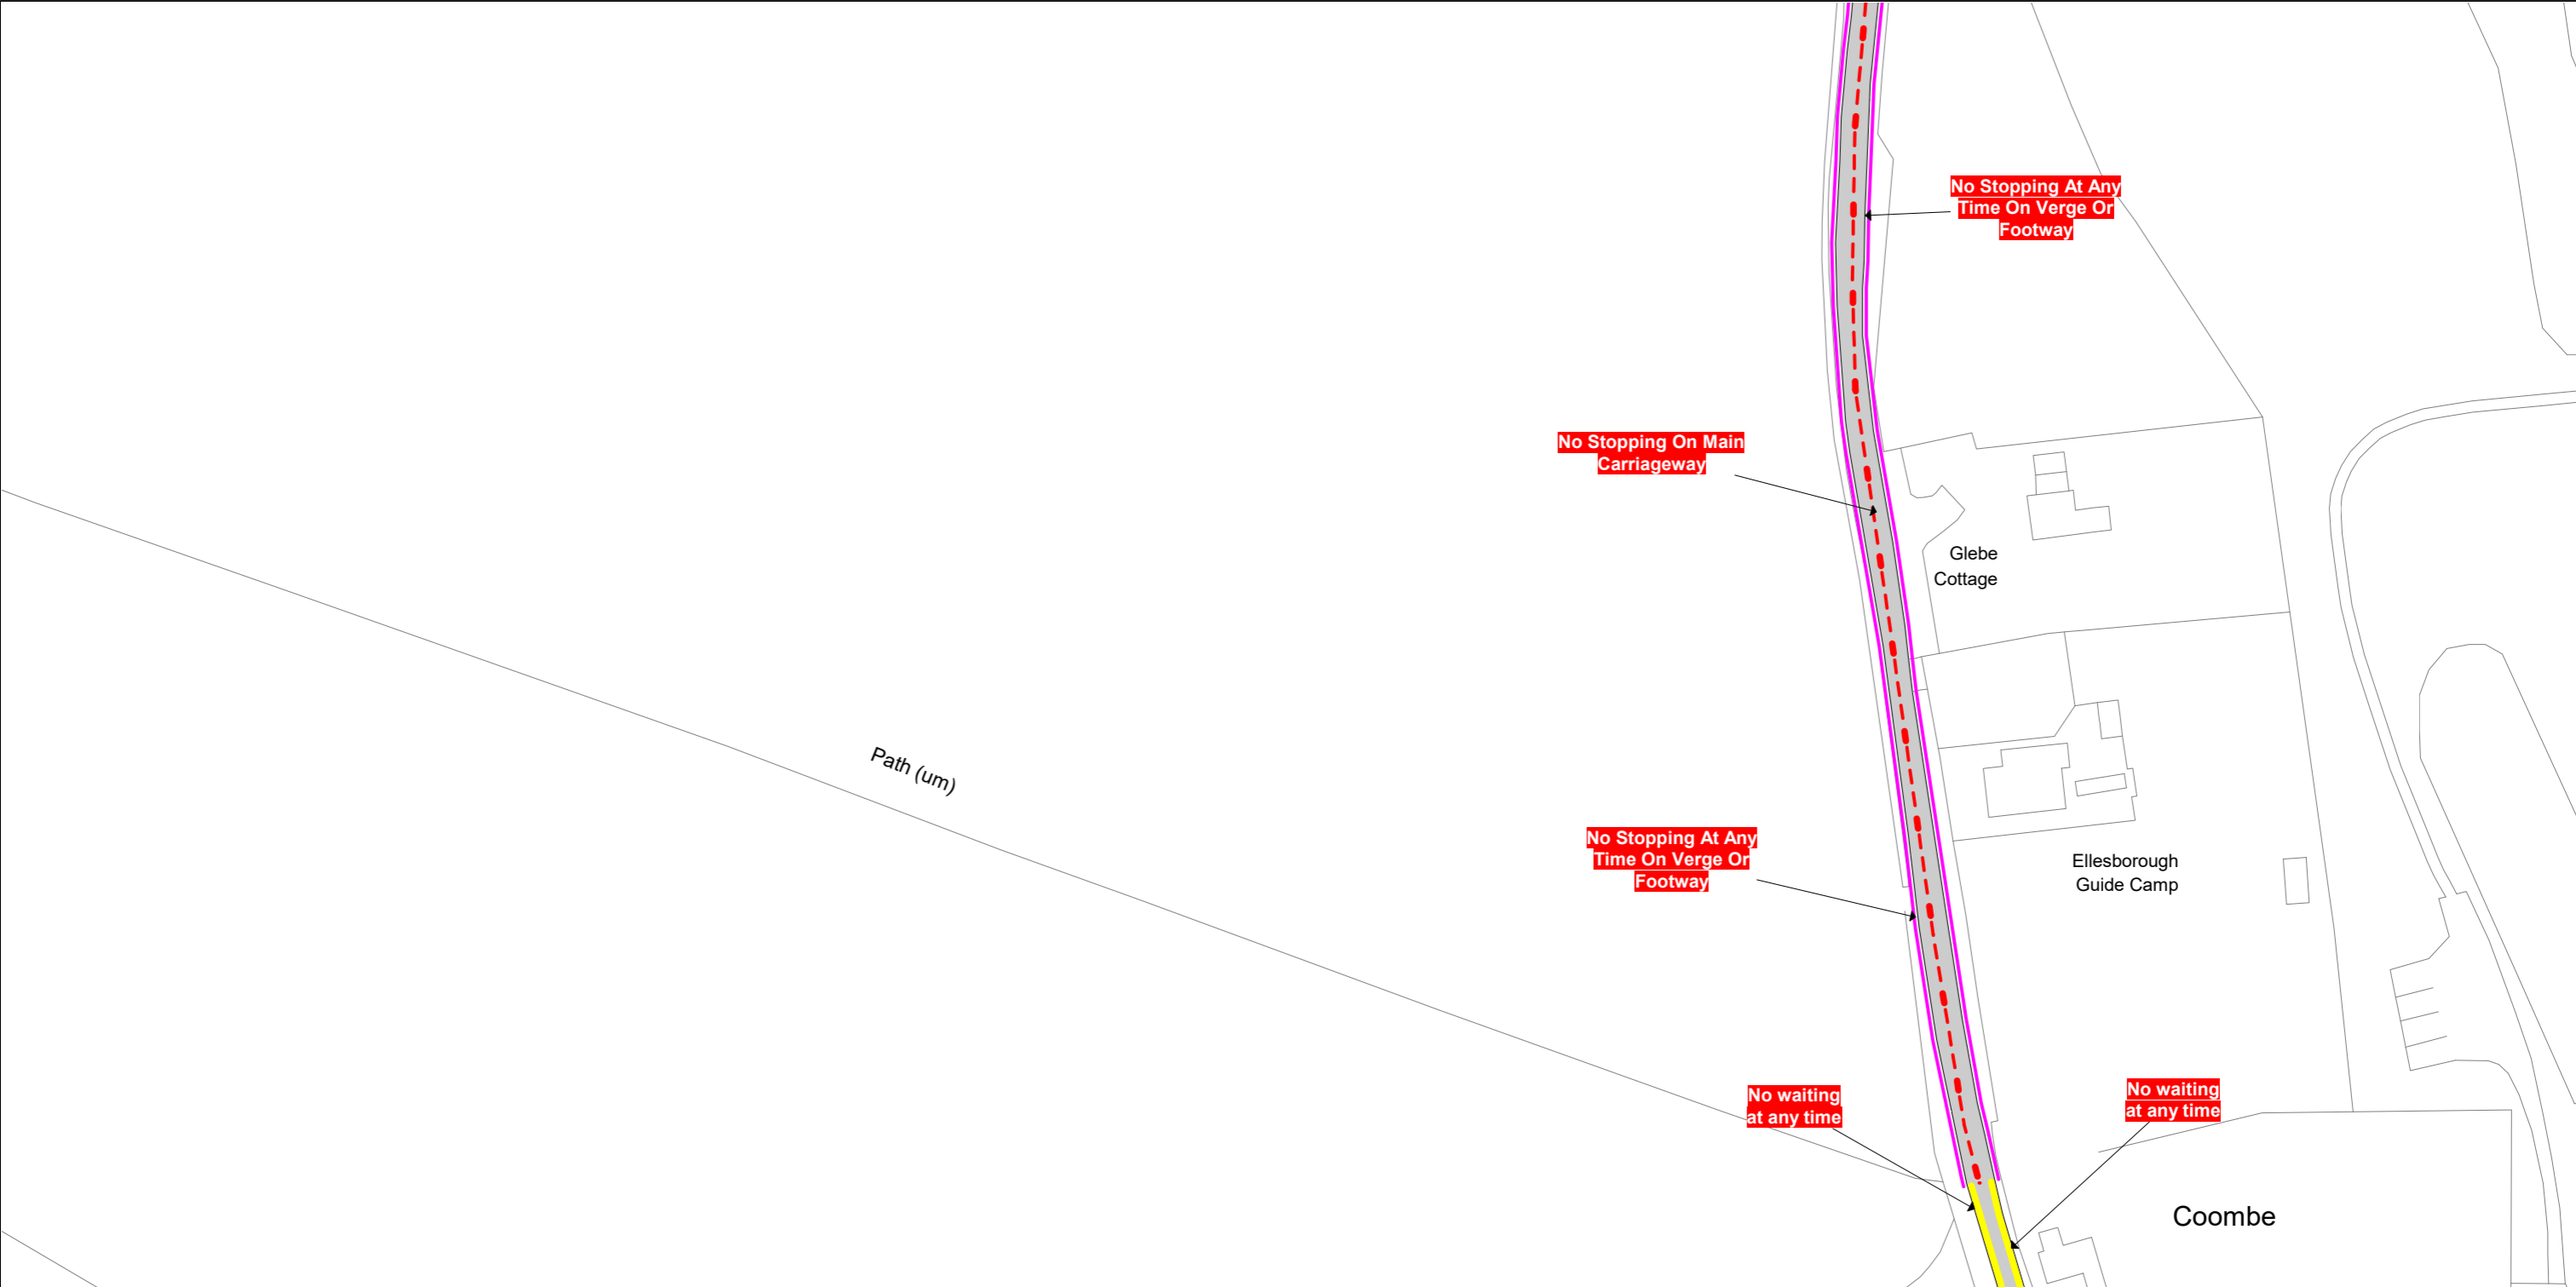 No Stopping At Any
Time On Verge Or
Footway
No Stopping On Main
Carriageway
Glebe
Cottage
Path (um)
No Stopping At Any
Time On Verge Or
Footway
Ellesborough
Guide Camp
No waiting
at any time
No waiting
at any time
Coombe